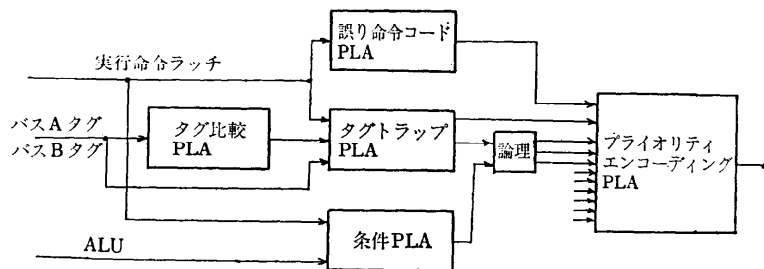 誤り命令コード
PLA
実行命令ラッチ
バスAタグ
バスBタグ
タグ比較
PLA
タグトラップ
PLA
論理
プライオリティ
エンコーディング
PLA
条件PLA
ALU